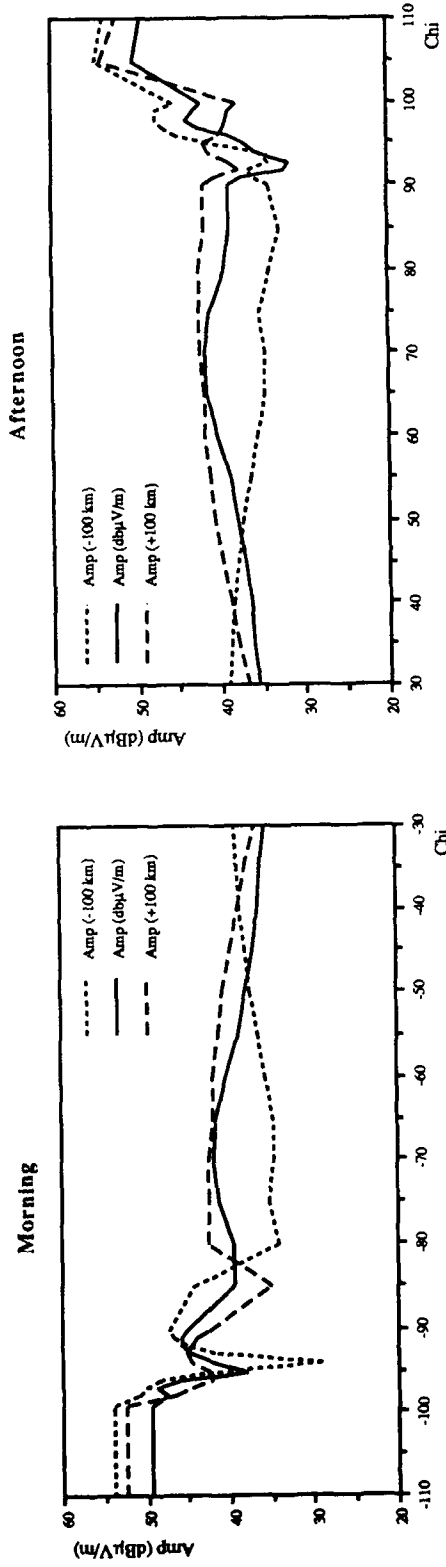 Morning
60
50
40
30
20
Amp (dBµV/m)
Amp (-100 km)
Amp (dbµV/m)
Amp (+100 km)
-110
-100
-90
-80
-70
-60
-50
-40
-30
Chi
Afternoon
60
50
40
30
20
Amp (dBµV/m)
Amp (-100 km)
Amp (dbµV/m)
Amp (+100 km)
30
40
50
60
70
80
90
100
110
Chi